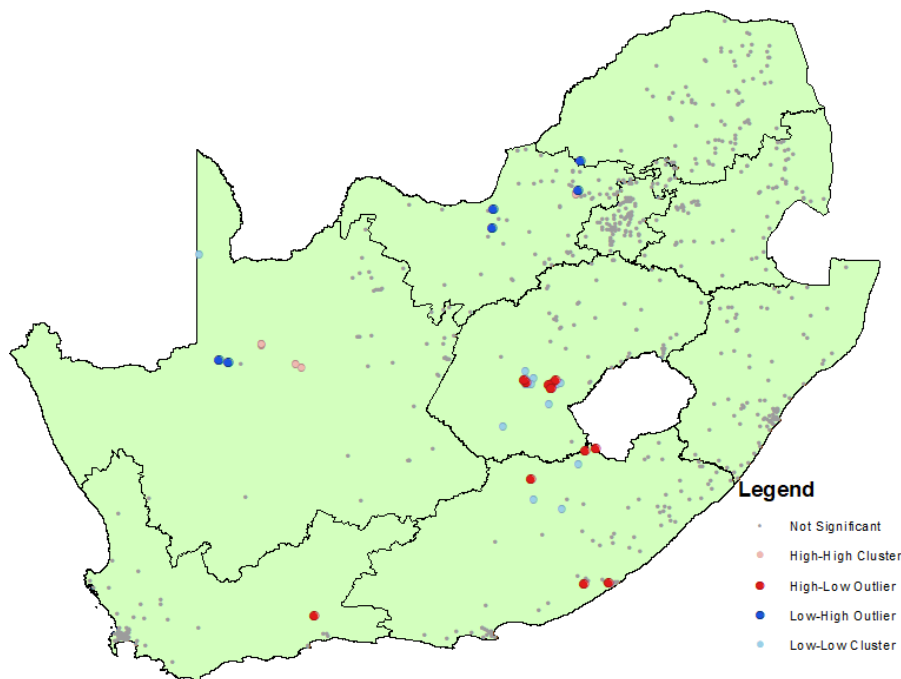 Legend
Not Significant
High-High Cluster
High-Low Outlier
Low-High Outlier
Low-Low Cluster